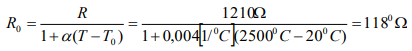 R₀ = R / (1 + α(T − T₀)) = 1210Ω / (1 + 0,004[1/⁰C](2500⁰C − 20⁰C)) = 118⁰Ω